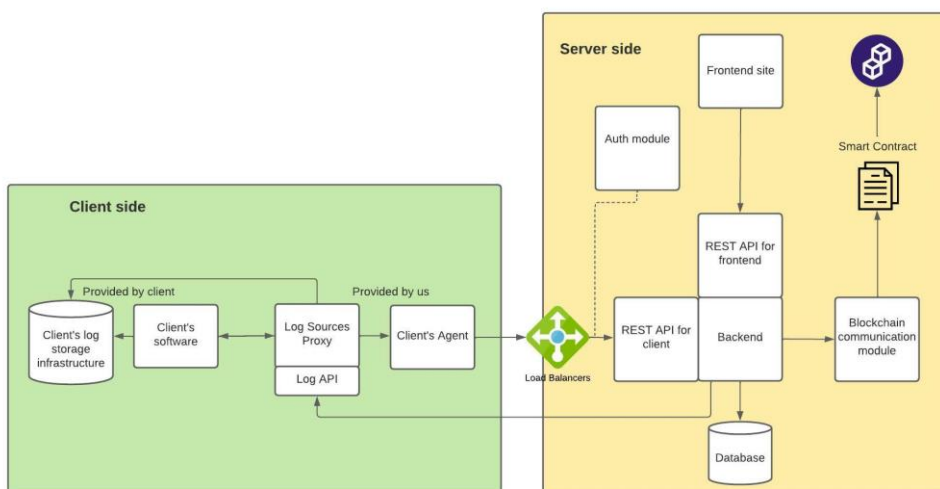 Server side
Frontend site
Auth module
Smart Contract
Client side
REST API for
frontend
Provided by client
Provided by us
Client's log
storage
infrastructure
Client's
software
Log Sources
Proxy
Log API
Client's Agent
Load Balancers
REST API for
client
Backend
Blockchain
communication
module
Database